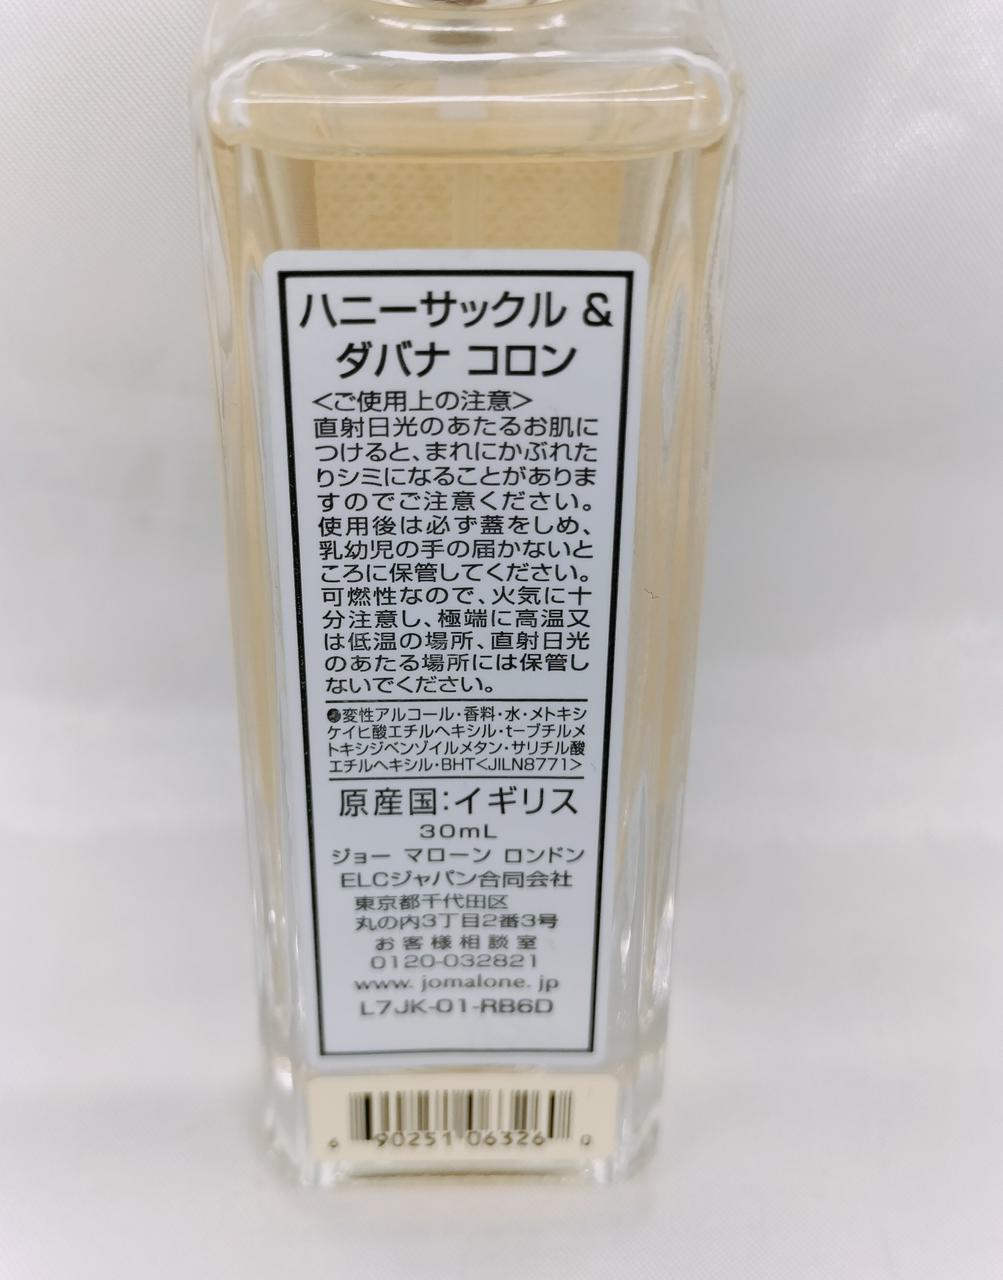 ハニーサックル &
ダバナ コロン
<ご使用上の注意>
直射日光のあたるお肌に
つけると、まれにかぶれた
りシミになることがありま
すのでご注意ください。
使用後は必ず蓋をしめ、
乳幼児の手の届かないと
ころに保管してください。
可燃性なので、火気に十
分注意し、極端に高温又
は低温の場所、直射日光
のあたる場所には保管し
ないでください。
変性アルコール・香料・水・メトキシ
ケイヒ酸エチルヘキシル・t-ブチルメ
トキシジベンゾイルメタン・サリチル酸
エチルヘキシル・BHT<JILN8771>
原産国:イギリス
30mL
ジョー マローン ロンドン
ELCジャパン合同会社
東京都千代田区
丸の内3丁目2番3号
お客様相談室
0120-032821
www.jomalone.jp
L7JK-01-RB6D
6 90251 06326 0